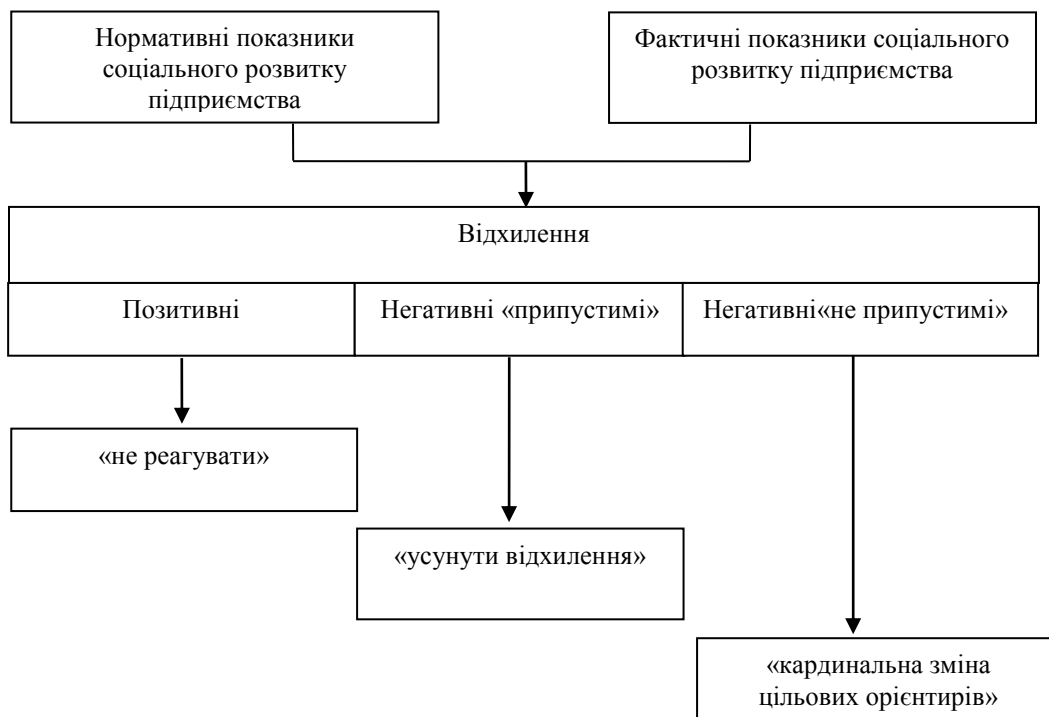 Нормативні показники
соціального розвитку
підприємства
Фактичні показники соціального
розвитку підприємства
Відхилення
Позитивні
Негативні «припустимі»
Негативні«не припустимі»
«не реагувати»
«усунути відхилення»
«кардинальна зміна
цільових орієнтирів»